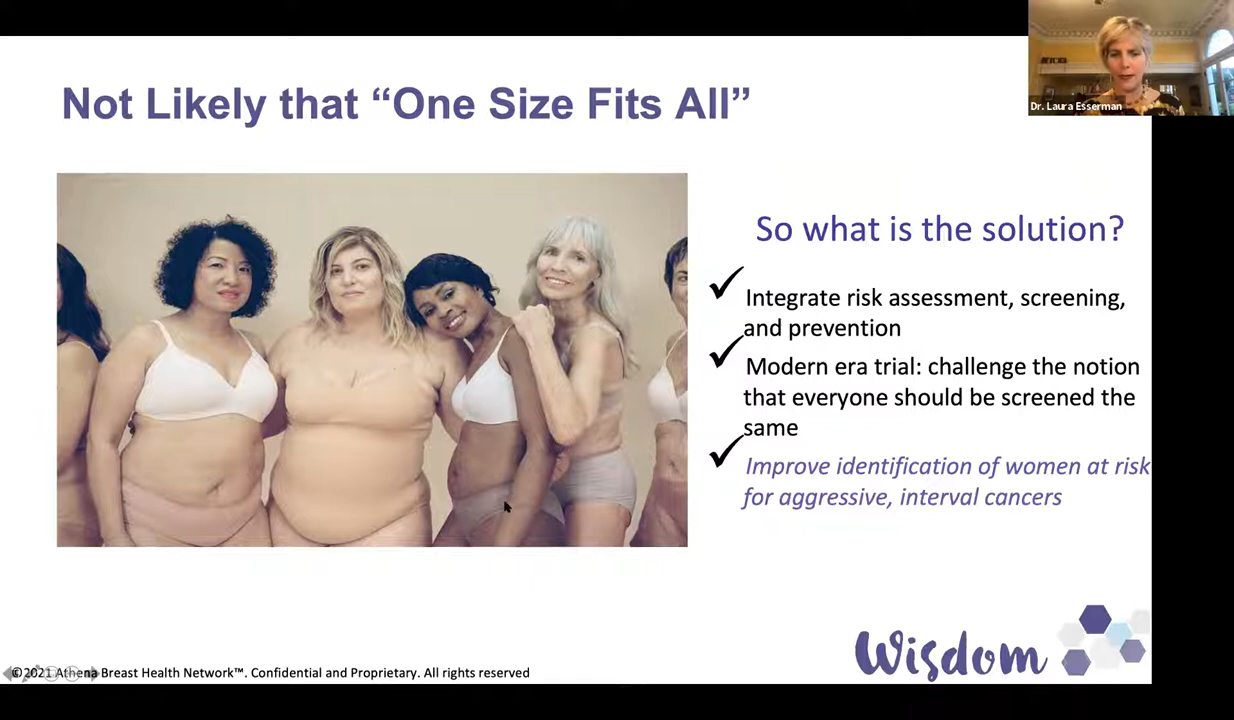 Not Likely that “One Size Fits All”
Dr. Laura Esserman
So what is the solution?
✓ Integrate risk assessment, screening,
and prevention
✓ Modern era trial: challenge the notion
that everyone should be screened the
same
✓ Improve identification of women at risk
for aggressive, interval cancers
Wisdom
©2021 Athena Breast Health Network™. Confidential and Proprietary. All rights reserved